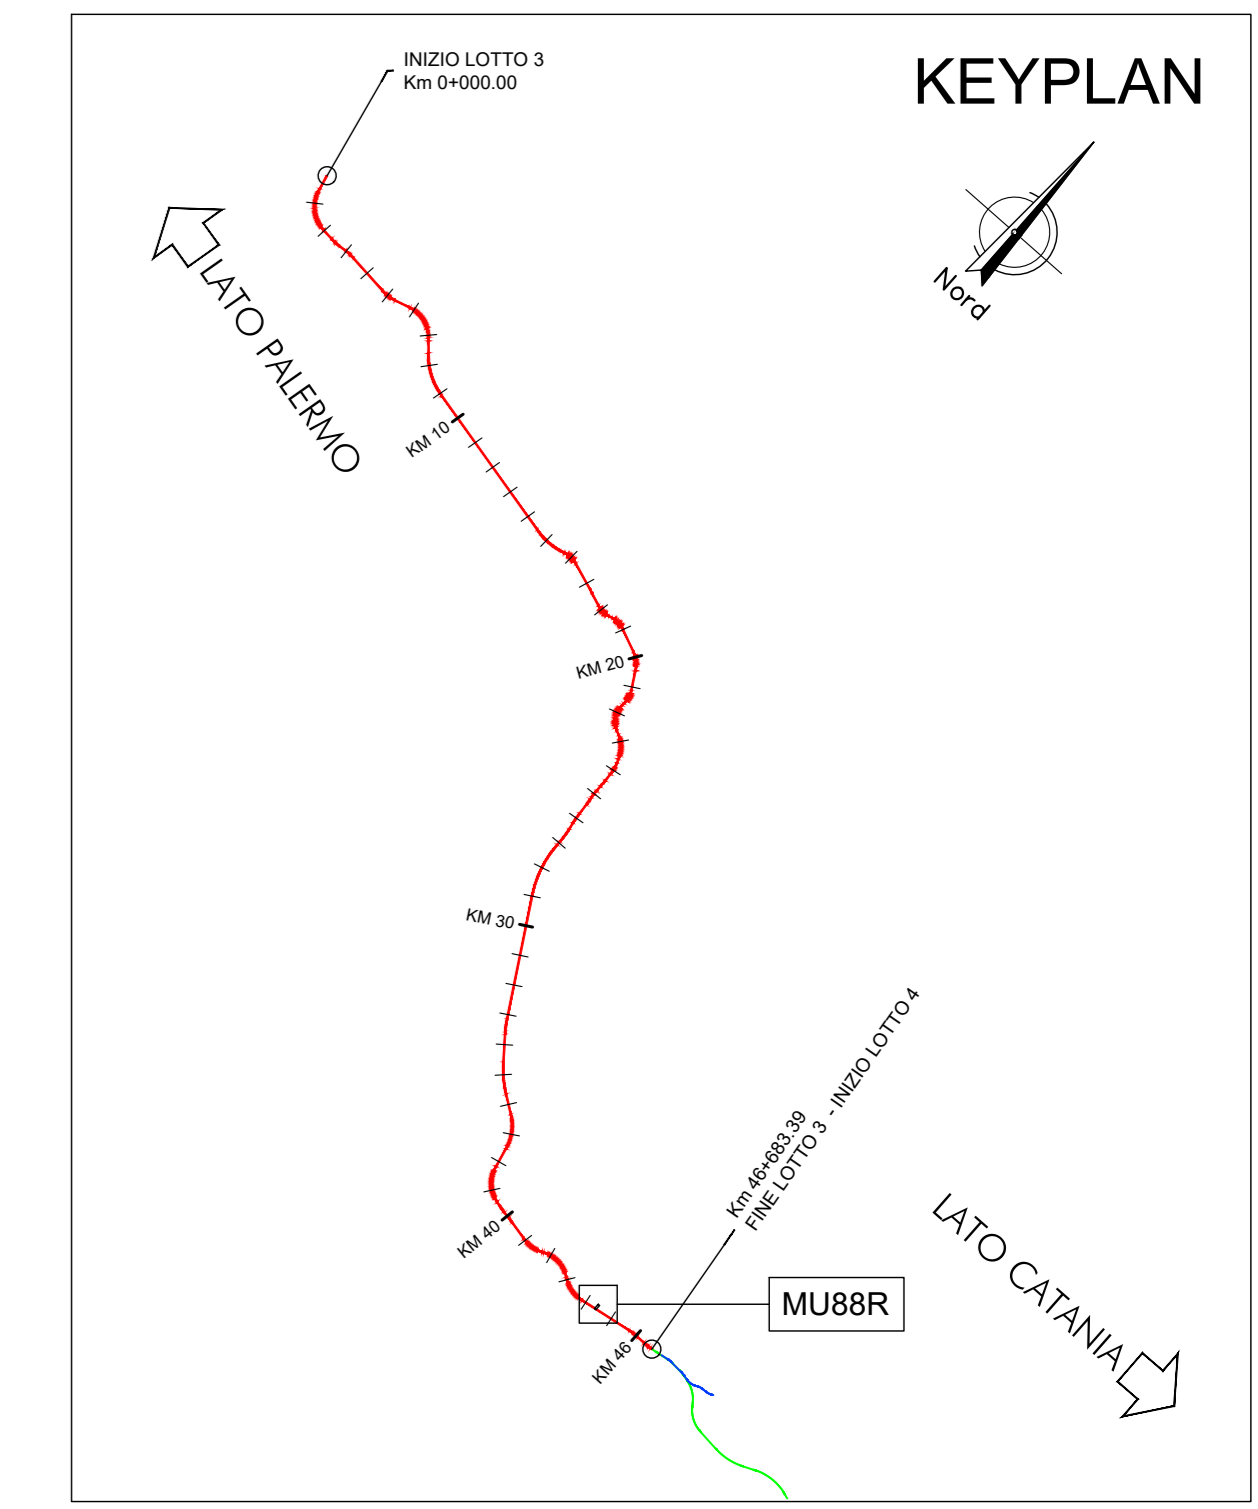 INIZIO LOTTO 3
Km 0+000.00
KEYPLAN
Nord
LATO PALERMO
KM 10
KM 20
KM 30
Km 46+683.39
FINE LOTTO 3 - INIZIO LOTTO 4
KM 40
LATO CATANIA
MU88R
KM 46